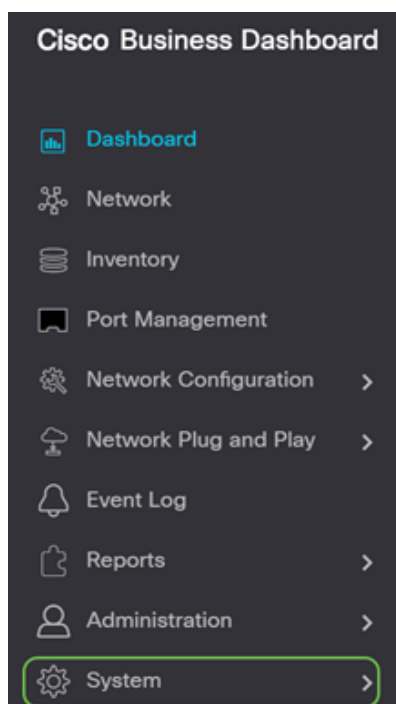 Cisco Business Dashboard
Dashboard
Network
Inventory
Port Management
Network Configuration
Network Plug and Play
Event Log
Reports
Administration
System